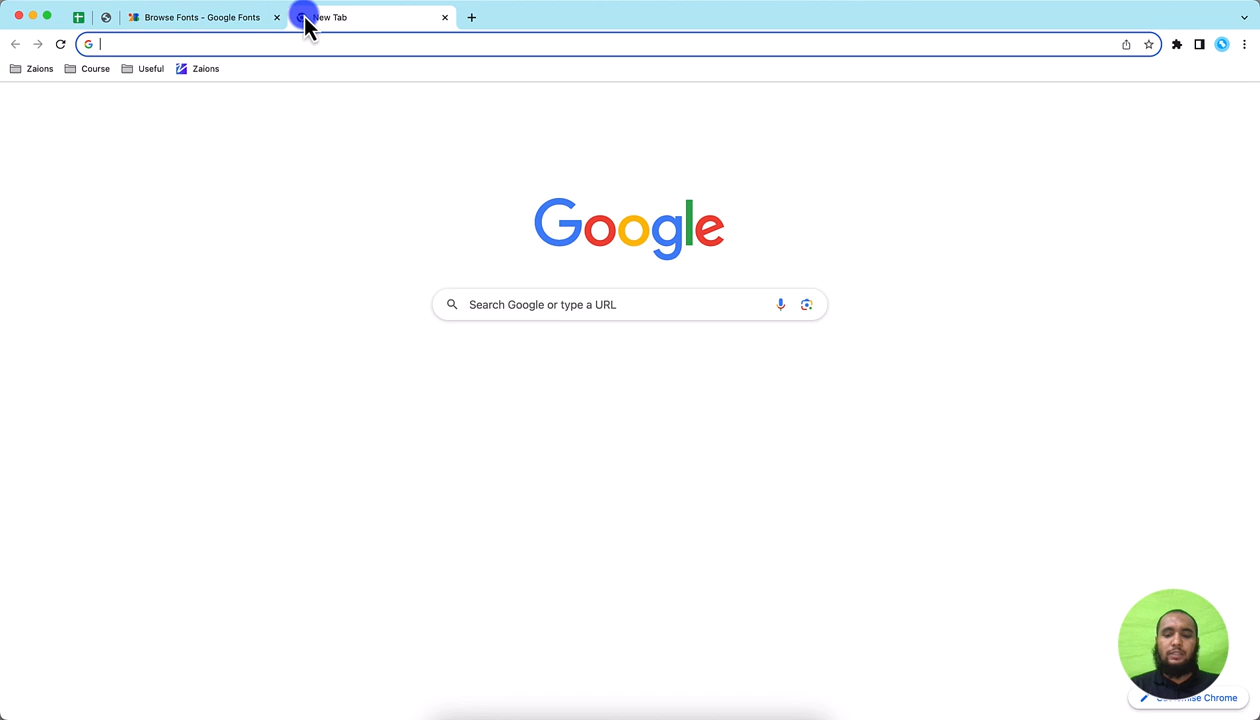 Browse Fonts - Google Fonts
New Tab
Zaions
Course
Useful
Zaions
Google
Search Google or type a URL
Customise Chrome